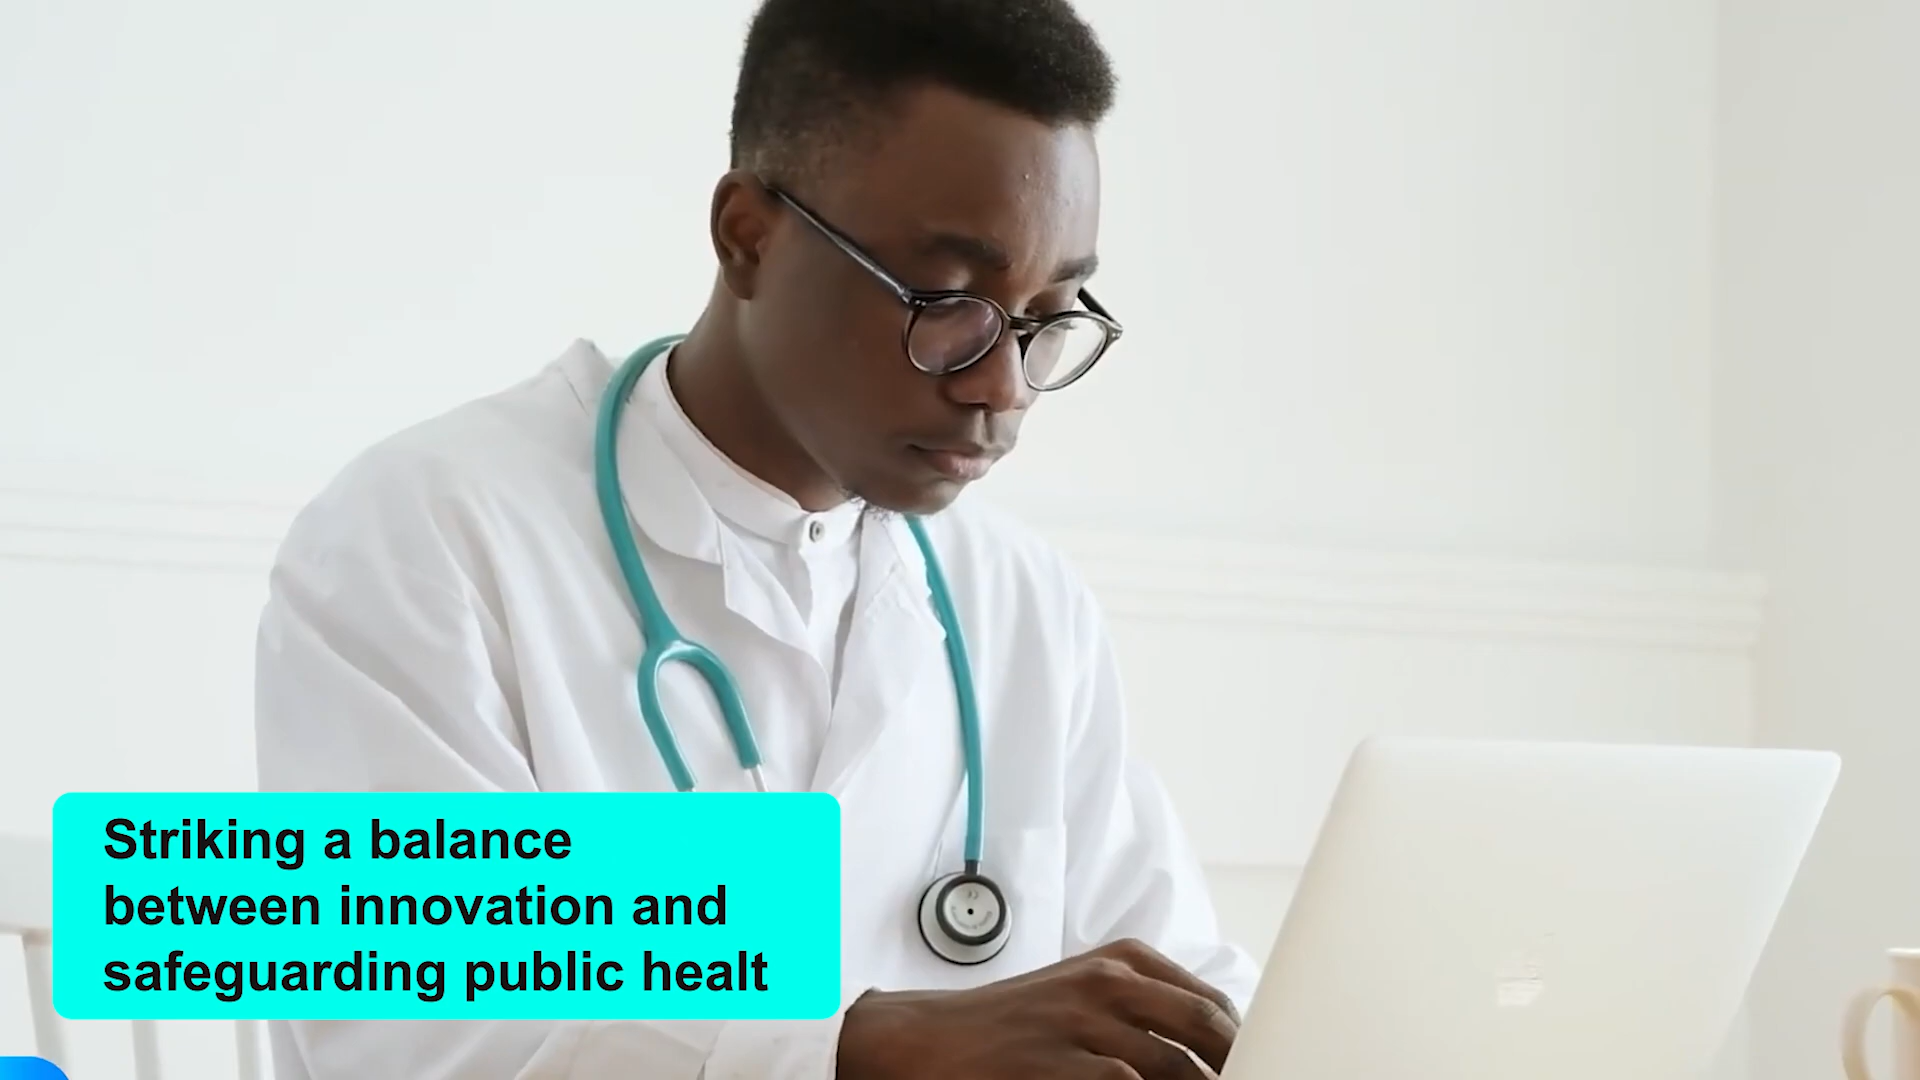 Striking a balance
between innovation and
safeguarding public healt